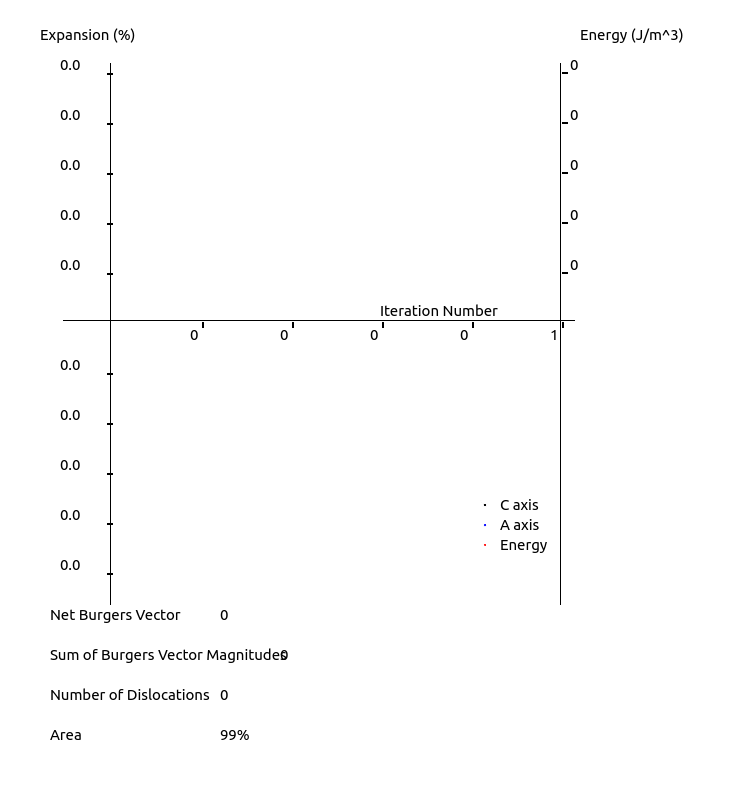 Expansion (%) Energy (J/m^3)
0.0 0
0.0 0
0.0 0
0.0 0
0.0 0
Iteration Number
0 0 0 0 1
0.0
0.0
0.0
0.0
0.0
C axis
A axis
Energy
Net Burgers Vector 0
Sum of Burgers Vector Magnitudes 0
Number of Dislocations 0
Area 99%